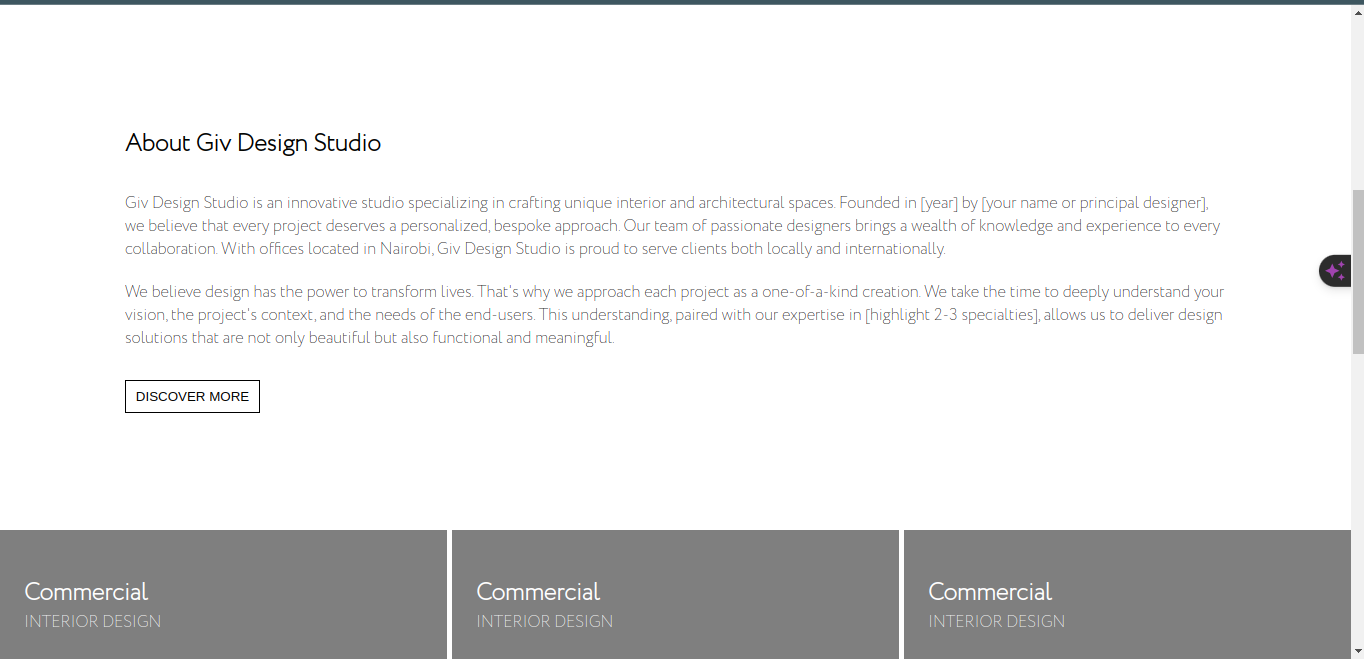 About Giv Design Studio
Giv Design Studio is an innovative studio specializing in crafting unique interior and architectural spaces. Founded in [year] by [your name or principal designer],
we believe that every project deserves a personalized, bespoke approach. Our team of passionate designers brings a wealth of knowledge and experience to every
collaboration. With offices located in Nairobi, Giv Design Studio is proud to serve clients both locally and internationally.
We believe design has the power to transform lives. That's why we approach each project as a one-of-a-kind creation. We take the time to deeply understand your
vision, the project's context, and the needs of the end-users. This understanding, paired with our expertise in [highlight 2-3 specialties], allows us to deliver design
solutions that are not only beautiful but also functional and meaningful.
DISCOVER MORE
Commercial
INTERIOR DESIGN
Commercial
INTERIOR DESIGN
Commercial
INTERIOR DESIGN